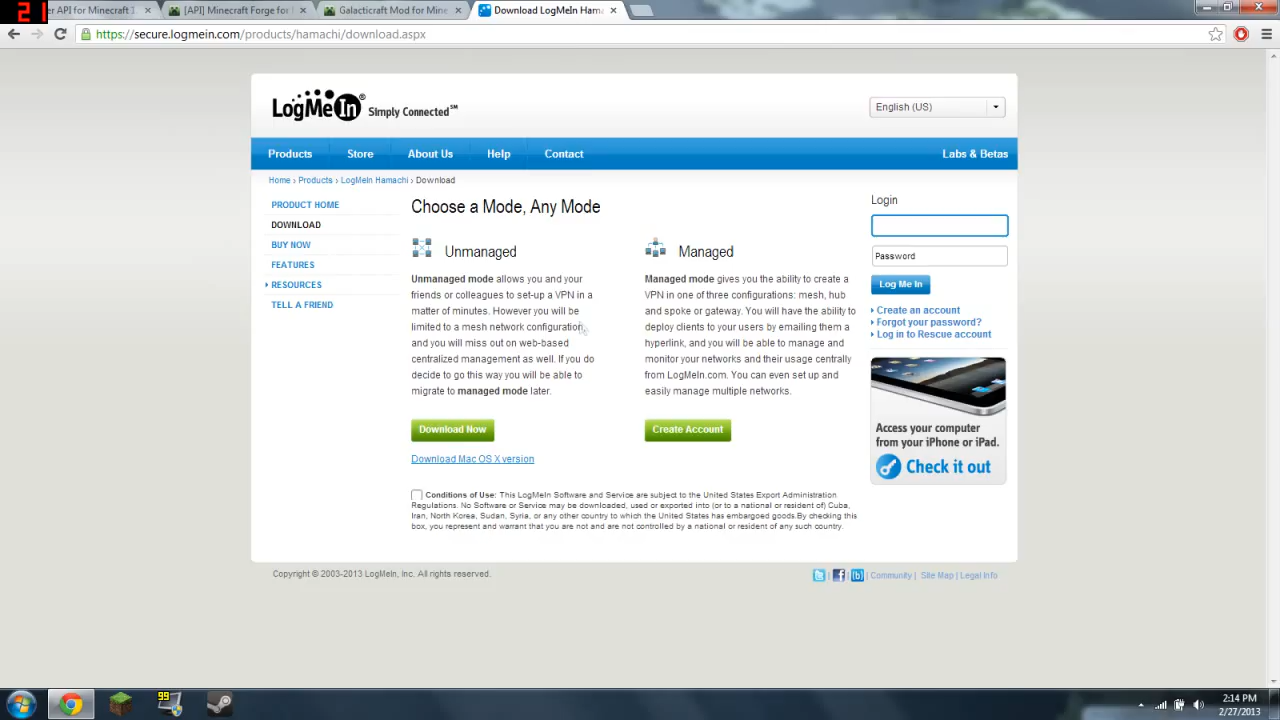 21
er API for Minecraft 1
[API] Minecraft Forge for
Galacticraft Mod for Mine
Download LogMeIn Hama
https://secure.logmein.com/products/hamachi/download.aspx
LogMeIn® Simply Connected℠
English (US)
Products
Store
About Us
Help
Contact
Labs & Betas
Home › Products › LogMeIn Hamachi › Download
PRODUCT HOME
DOWNLOAD
BUY NOW
FEATURES
RESOURCES
TELL A FRIEND
Choose a Mode, Any Mode
Unmanaged
Unmanaged mode allows you and your
friends or colleagues to set-up a VPN in a
matter of minutes. However you will be
limited to a mesh network configuration,
and you will miss out on web-based
centralized management as well. If you do
decide to go this way you will be able to
migrate to managed mode later.
Download Now
Download Mac OS X version
Managed
Managed mode gives you the ability to create a
VPN in one of three configurations: mesh, hub
and spoke or gateway. You will have the ability to
deploy clients to your users by emailing them a
hyperlink, and you will be able to manage and
monitor your networks and their usage centrally
from LogMeIn.com. You can even set up and
easily manage multiple networks.
Create Account
Conditions of Use: This LogMeIn Software and Service are subject to the United States Export Administration
Regulations. No Software or Service may be downloaded, used or exported into (or to a national or resident of) Cuba,
Iran, North Korea, Sudan, Syria, or any other country to which the United States has embargoed goods.By checking this
box, you represent and warrant that you are not and are not controlled by a national or resident of any such country.
Login
Password
Log Me In
Create an account
Forgot your password?
Log in to Rescue account
Access your computer
from your iPhone or iPad.
Check it out
Copyright © 2003-2013 LogMeIn, Inc. All rights reserved.
| | | Community | Site Map | Legal Info
99
2:14 PM
2/27/2013